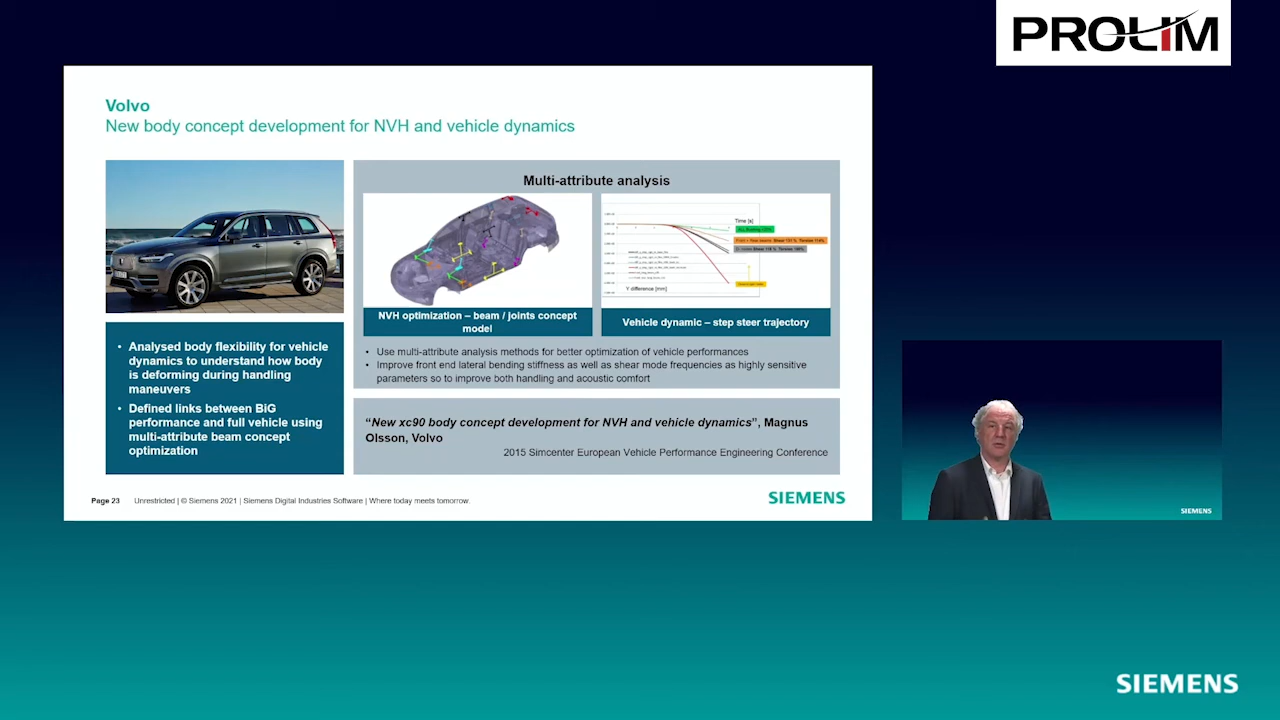 PROLIM
Volvo
New body concept development for NVH and vehicle dynamics
Multi-attribute analysis
Time [s]
Y difference [mm]
NVH optimization – beam / joints concept
model
Vehicle dynamic – step steer trajectory
• Analysed body flexibility for vehicle
dynamics to understand how body
is deforming during handling
maneuvers
• Defined links between BiG
performance and full vehicle using
multi-attribute beam concept
optimization
• Use multi-attribute analysis methods for better optimization of vehicle performances
• Improve front end lateral bending stiffness as well as shear mode frequencies as highly sensitive
parameters so to improve both handling and acoustic comfort
“New xc90 body concept development for NVH and vehicle dynamics”, Magnus
Olsson, Volvo
2015 Simcenter European Vehicle Performance Engineering Conference
Page 23 Unrestricted | © Siemens 2021 | Siemens Digital Industries Software | Where today meets tomorrow.
SIEMENS
SIEMENS
SIEMENS